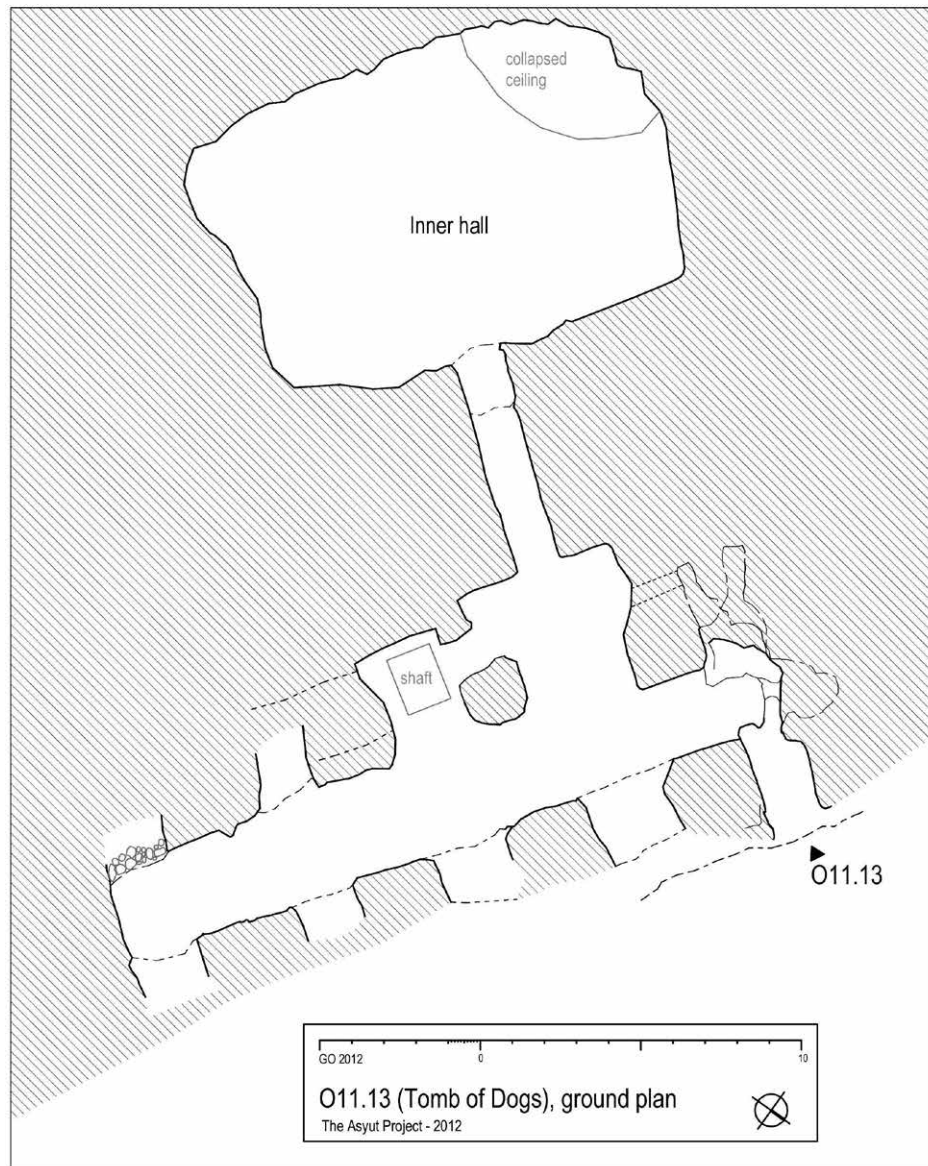 collapsed
ceiling
Inner hall
shaft
O11.13
GO 2012
0
10
O11.13 (Tomb of Dogs), ground plan
The Asyut Project - 2012